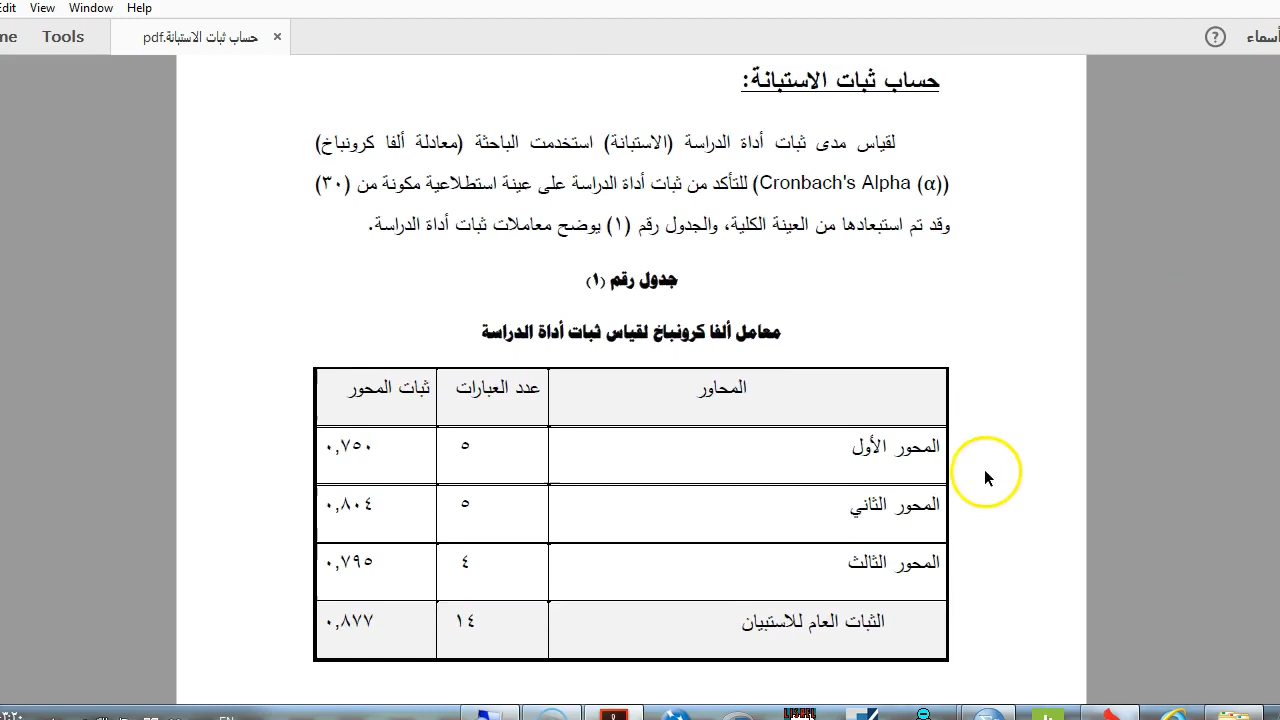 Edit View Window Help
me Tools حساب ثبات الاستبانة.pdf × ? أسماء
حساب ثبات الاستبانة:
لقياس مدى ثبات أداة الدراسة (الاستبانة) استخدمت الباحثة (معادلة ألفا كرونباخ)
((α) Cronbach's Alpha) للتأكد من ثبات أداة الدراسة على عينة استطلاعية مكونة من (٣٠)
وقد تم استبعادها من العينة الكلية، والجدول رقم (١) يوضح معاملات ثبات أداة الدراسة.
جدول رقم (١)
معامل ألفا كرونباخ لقياس ثبات أداة الدراسة
المحاور عدد العبارات ثبات المحور
المحور الأول ٥ ٠,٧٥٠
المحور الثاني ٥ ٠,٨٠٤
المحور الثالث ٤ ٠,٧٩٥
الثبات العام للاستبيان ١٤ ٠,٨٧٧
EN